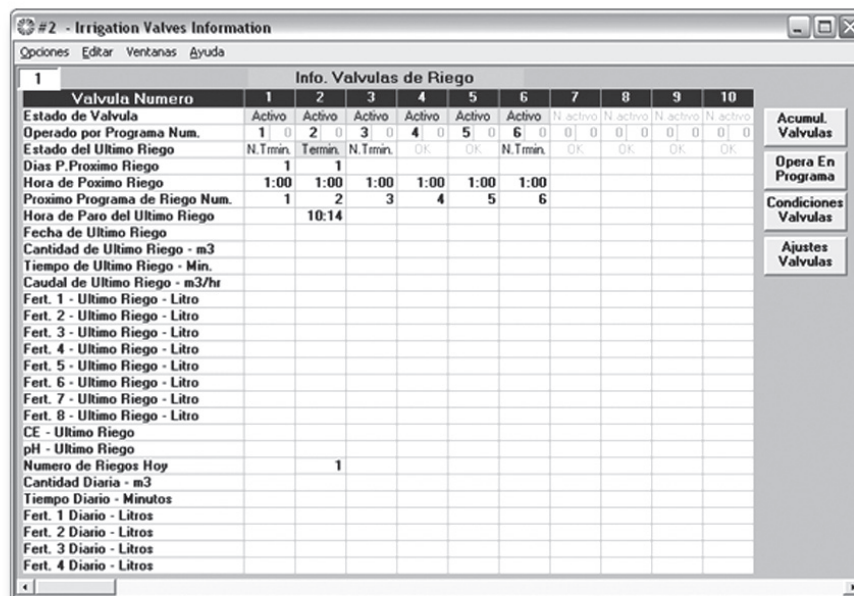 #2 - Irrigation Valves Information
Opciones Editar Ventanas Ayuda
1 Info. Valvulas de Riego
Valvula Numero 1 2 3 4 5 6 7 8 9 10
Estado de Valvula Activo Activo Activo Activo Activo Activo N.activo N.activo N.activo N.activo
Operado por Programa Num. 1 0 2 0 3 0 4 0 5 0 6 0 0 0 0 0 0 0 0 0
Estado del Ultimo Riego N.Trmin. Termin. N.Trmin. OK OK N.Trmin. OK OK OK OK
Dias P.Proximo Riego 1 1
Hora de Poximo Riego 1:00 1:00 1:00 1:00 1:00 1:00
Proximo Programa de Riego Num. 1 2 3 4 5 6
Hora de Paro del Ultimo Riego 10:14
Fecha de Ultimo Riego
Cantidad de Ultimo Riego - m3
Tiempo de Ultimo Riego - Min.
Caudal de Ultimo Riego - m3/hr
Fert. 1 - Ultimo Riego - Litro
Fert. 2 - Ultimo Riego - Litro
Fert. 3 - Ultimo Riego - Litro
Fert. 4 - Ultimo Riego - Litro
Fert. 5 - Ultimo Riego - Litro
Fert. 6 - Ultimo Riego - Litro
Fert. 7 - Ultimo Riego - Litro
Fert. 8 - Ultimo Riego - Litro
CE - Ultimo Riego
pH - Ultimo Riego
Numero de Riegos Hoy 1
Cantidad Diaria - m3
Tiempo Diario - Minutos
Fert. 1 Diario - Litros
Fert. 2 Diario - Litros
Fert. 3 Diario - Litros
Fert. 4 Diario - Litros
Acumul.
Valvulas
Opera En
Programa
Condiciones
Valvulas
Ajustes
Valvulas